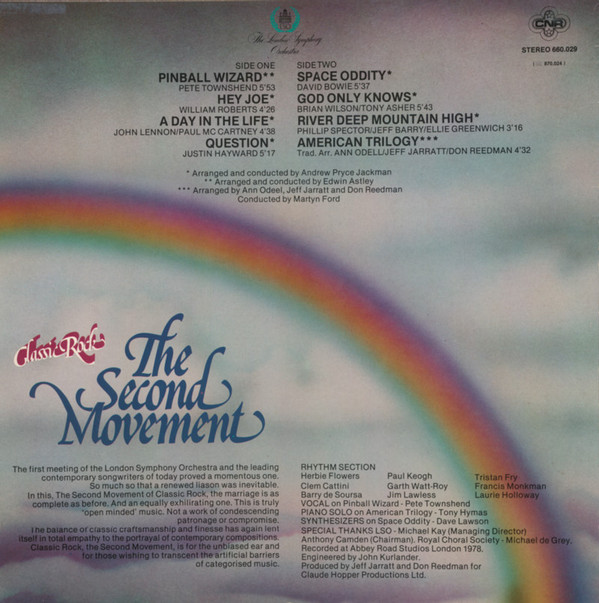 The London Symphony
Orchestra
CNR
STEREO 660.029
SIDE ONE
PINBALL WIZARD**
PETE TOWNSHEND 5'53
HEY JOE*
WILLIAM ROBERTS 4'26
A DAY IN THE LIFE*
JOHN LENNON/PAUL MC CARTNEY 4'38
QUESTION*
JUSTIN HAYWARD 5'17
SIDE TWO
SPACE ODDITY*
DAVID BOWIE 5'37
GOD ONLY KNOWS*
BRIAN WILSON/TONY ASHER 5'43
RIVER DEEP MOUNTAIN HIGH*
PHILLIP SPECTOR/JEFF BARRY/ELLIE GREENWICH 3'16
AMERICAN TRILOGY***
Trad. Arr. ANN ODELL/JEFF JARRATT/DON REEDMAN 4'32
* Arranged and conducted by Andrew Pryce Jackman
** Arranged and conducted by Edwin Astley
*** Arranged by Ann Odeel, Jeff Jarratt and Don Reedman
Conducted by Martyn Ford
Classic Rock
The
Second
Movement
The first meeting of the London Symphony Orchestra and the leading
contemporary songwriters of today proved a momentous one.
So much so that a renewed liason was inevitable.
In this, The Second Movement of Classic Rock, the marriage is as
complete as before. And an equally exhilirating one. This is truly
"open minded' music. Not a work of condescending
patronage or compromise.
The balance of classic craftsmanship and finesse has again lent
itself in total empathy to the portrayal of contemporary compositions.
Classic Rock, the Second Movement, is for the unbiased ear and
for those wishing to transcent the artificial barriers
of categorised music.
RHYTHM SECTION
Herbie Flowers Paul Keogh Tristan Fry
Clem Cattini Garth Watt-Roy Francis Monkman
Barry de Soursa Jim Lawless Laurie Holloway
VOCAL on Pinball Wizard - Pete Townshend
PIANO SOLO on American Trilogy - Tony Hymas
SYNTHESIZERS on Space Oddity - Dave Lawson
SPECIAL THANKS LSO - Michael Kay (Managing Director)
Anthony Camden (Chairman). Royal Choral Society - Michael de Grey.
Recorded at Abbey Road Studios London 1978.
Engineered by John Kurlander.
Produced by Jeff Jarratt and Don Reedman for
Claude Hopper Productions Ltd.